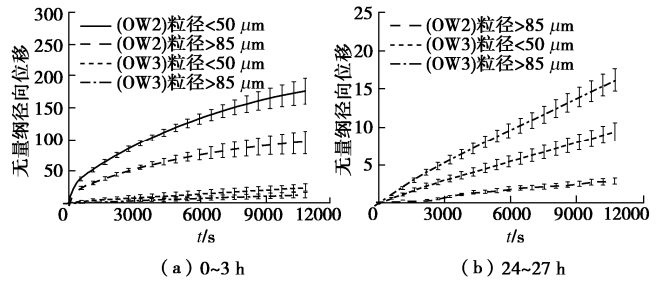 无量纲径向位移
300
250
200
150
100
50
0
(OW2)粒径<50 μm
(OW2)粒径>85 μm
(OW3)粒径<50 μm
(OW3)粒径>85 μm
0 3000 6000 9000 12000
t/s
(a) 0~3 h
无量纲径向位移
25
20
15
10
5
(OW2)粒径>85 μm
(OW3)粒径<50 μm
(OW3)粒径>85 μm
0 3000 6000 9000 12000
t/s
(b) 24~27 h